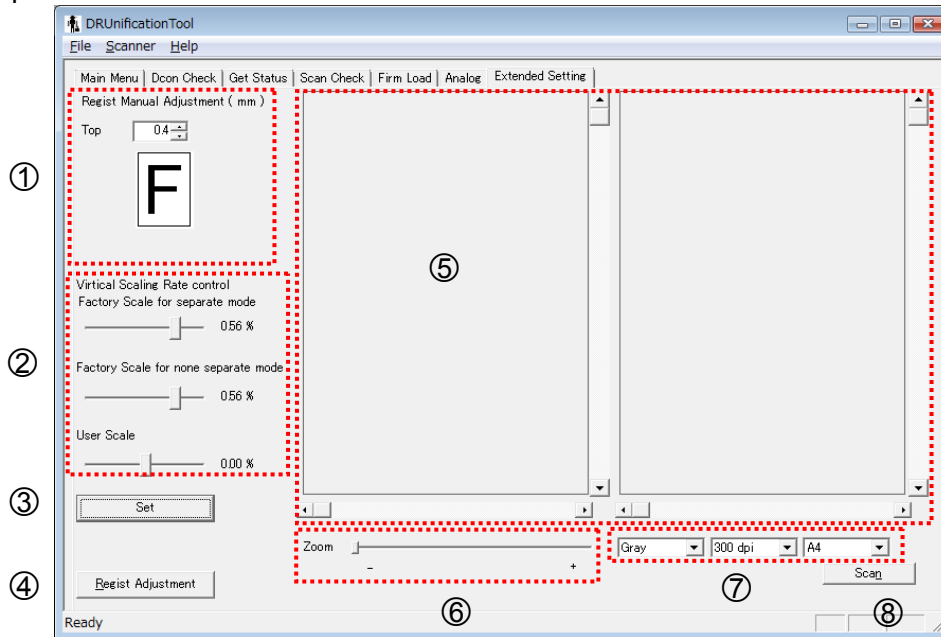 DRUnificationTool
File Scanner Help
Main Menu Dcon Check Get Status Scan Check Firm Load Analog Extended Setting
Regist Manual Adjustment ( mm )
Top 0.4
F
①
⑤
Virtical Scaling Rate control
Factory Scale for separate mode
0.56 %
②
Factory Scale for none separate mode
0.56 %
User Scale
0.00 %
③ Set
Zoom - +
Gray 300 dpi A4
Scan
④ Regist Adjustment
⑥ ⑦ ⑧
Ready